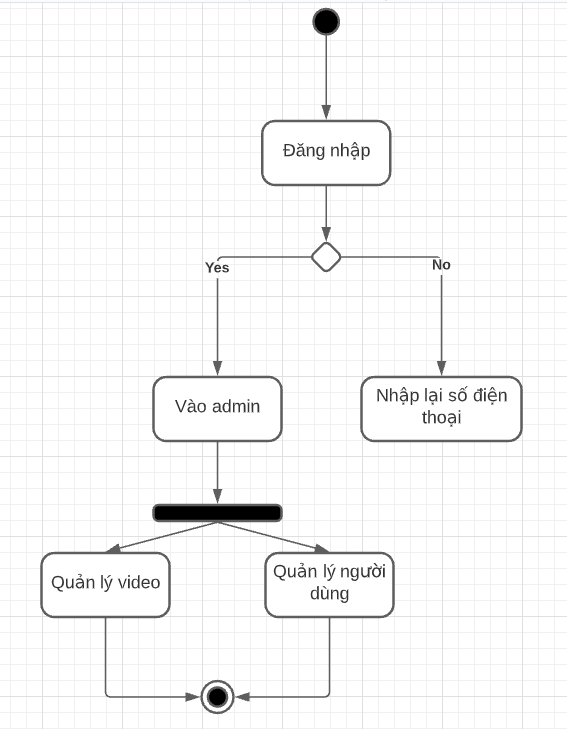 Đăng nhập
Yes
No
Vào admin
Nhập lại số điện
thoại
Quản lý video
Quản lý người
dùng